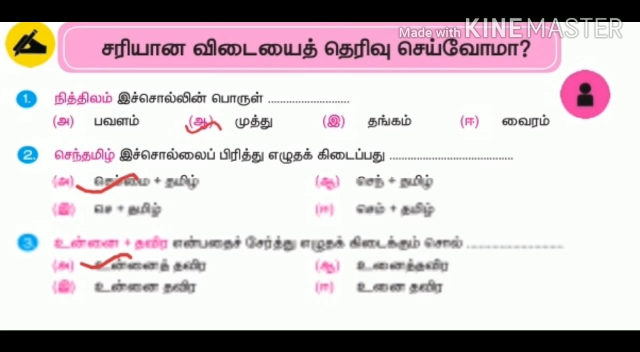 Made with KINEMASTER
சரியான விடையைத் தெரிவு செய்வோமா?
1. நித்திலம் இச்சொல்லின் பொருள் ............................
(அ) பவளம் (ஆ) முத்து (இ) தங்கம் (ஈ) வைரம்
2. செந்தமிழ் இச்சொல்லைப் பிரித்து எழுதக் கிடைப்பது ..........................................
(அ) செம்மை + தமிழ் (ஆ) செந் + தமிழ்
(இ) செ + தமிழ் (ஈ) செம் + தமிழ்
3. உன்னை + தவிர என்பதைச் சேர்த்து எழுதக் கிடைக்கும் சொல் ................................
(அ) உன்னைத் தவிர (ஆ) உனைத்தவிர
(இ) உன்னை தவிர (ஈ) உனை தவிர